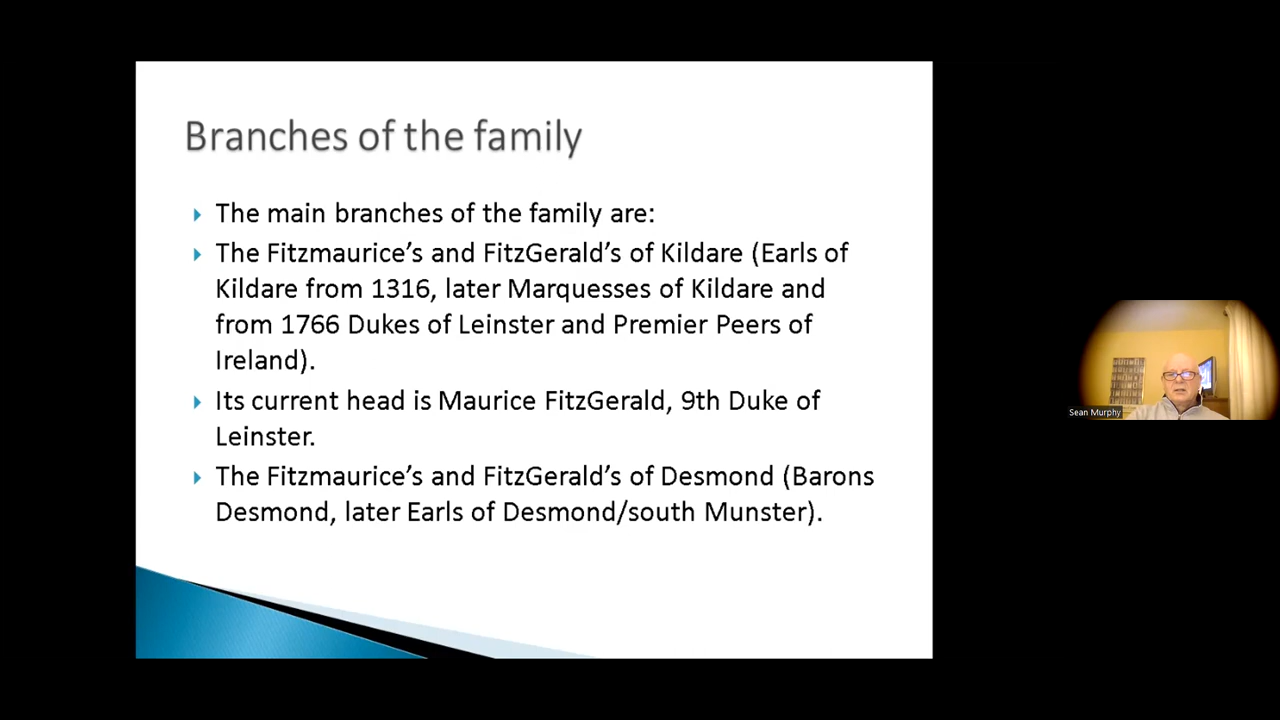 Branches of the family
The main branches of the family are:
The Fitzmaurice's and FitzGerald's of Kildare (Earls of
Kildare from 1316, later Marquesses of Kildare and
from 1766 Dukes of Leinster and Premier Peers of
Ireland).
Its current head is Maurice FitzGerald, 9th Duke of
Leinster.
The Fitzmaurice's and FitzGerald's of Desmond (Barons
Desmond, later Earls of Desmond/south Munster).
Sean Murphy